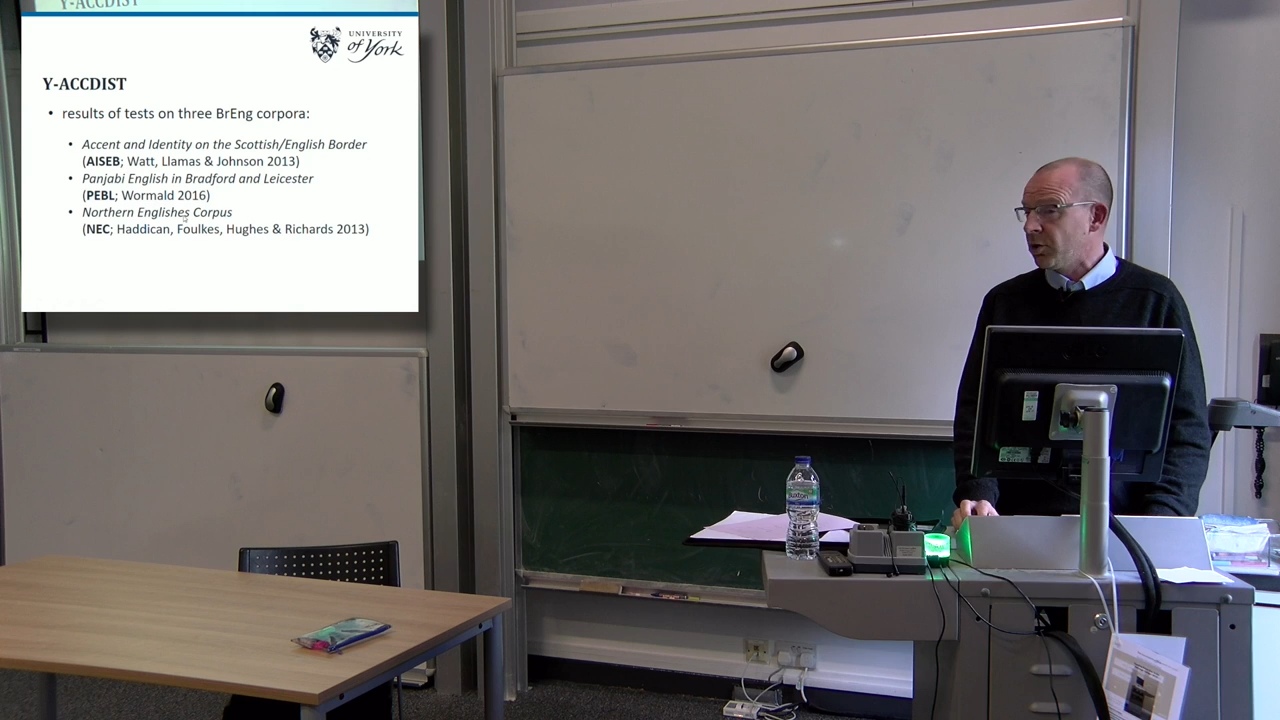 Y-ACCDIST
UNIVERSITY
of York
Y-ACCDIST
• results of tests on three BrEng corpora:
• Accent and Identity on the Scottish/English Border
(AISEB; Watt, Llamas & Johnson 2013)
• Panjabi English in Bradford and Leicester
(PEBL; Wormald 2016)
• Northern Englishes Corpus
(NEC; Haddican, Foulkes, Hughes & Richards 2013)